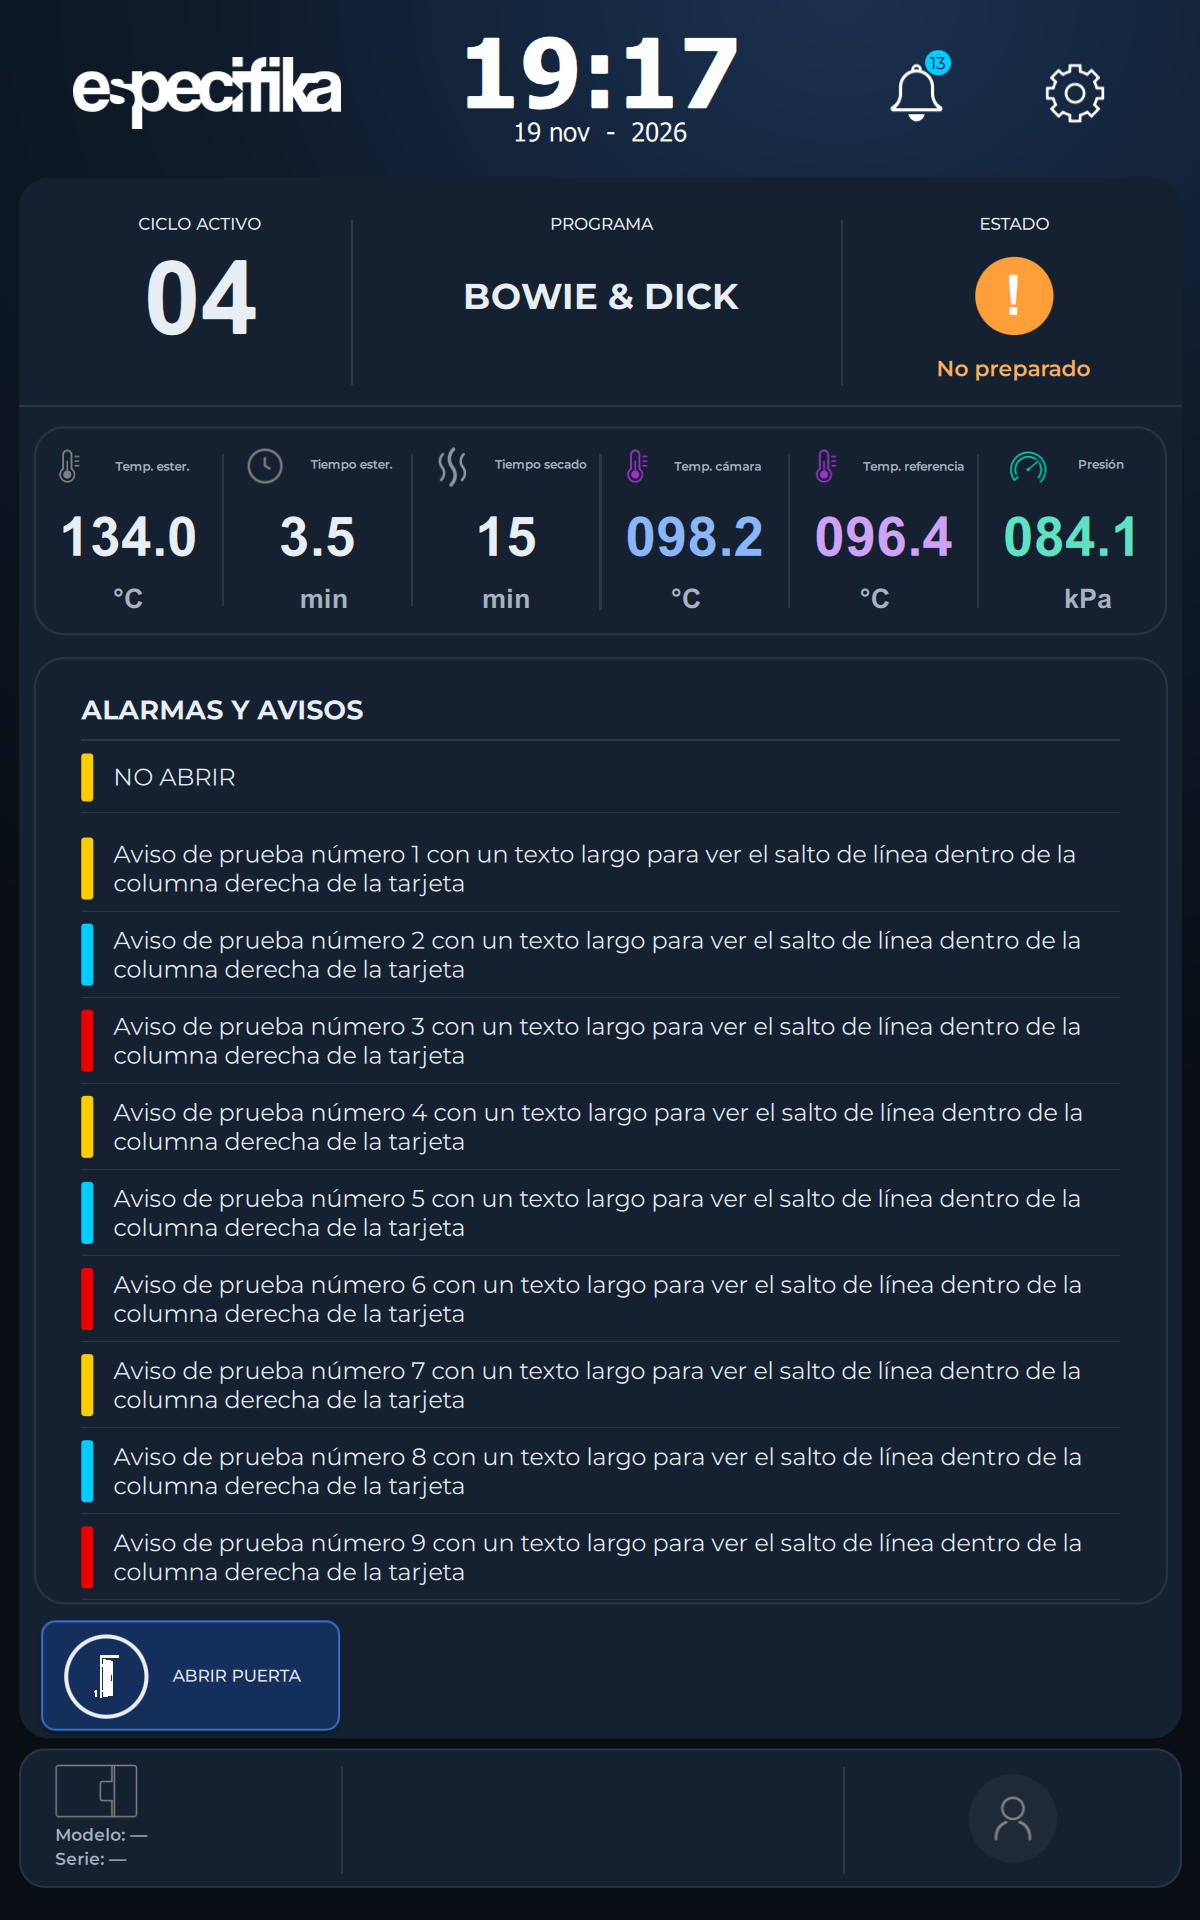 especifika
19:17
19 nov - 2026
13
CICLO ACTIVO
04
PROGRAMA
BOWIE & DICK
ESTADO
!
No preparado
Temp. ester.
134.0
°C
Tiempo ester.
3.5
min
Tiempo secado
15
min
Temp. cámara
098.2
°C
Temp. referencia
096.4
°C
Presión
084.1
kPa
ALARMAS Y AVISOS
NO ABRIR
Aviso de prueba número 1 con un texto largo para ver el salto de línea dentro de la
columna derecha de la tarjeta
Aviso de prueba número 2 con un texto largo para ver el salto de línea dentro de la
columna derecha de la tarjeta
Aviso de prueba número 3 con un texto largo para ver el salto de línea dentro de la
columna derecha de la tarjeta
Aviso de prueba número 4 con un texto largo para ver el salto de línea dentro de la
columna derecha de la tarjeta
Aviso de prueba número 5 con un texto largo para ver el salto de línea dentro de la
columna derecha de la tarjeta
Aviso de prueba número 6 con un texto largo para ver el salto de línea dentro de la
columna derecha de la tarjeta
Aviso de prueba número 7 con un texto largo para ver el salto de línea dentro de la
columna derecha de la tarjeta
Aviso de prueba número 8 con un texto largo para ver el salto de línea dentro de la
columna derecha de la tarjeta
Aviso de prueba número 9 con un texto largo para ver el salto de línea dentro de la
columna derecha de la tarjeta
ABRIR PUERTA
Modelo: —
Serie: —